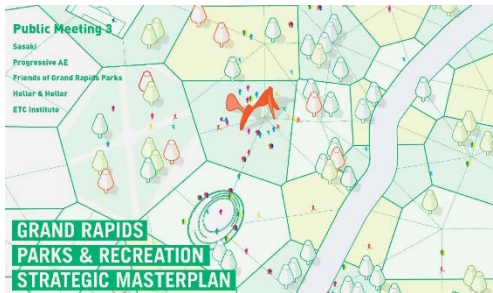 Public Meeting 3
Sasaki
Progressive AE
Friends of Grand Rapids Parks
Heller & Heller
ETC Institute
GRAND RAPIDS
PARKS & RECREATION
STRATEGIC MASTERPLAN